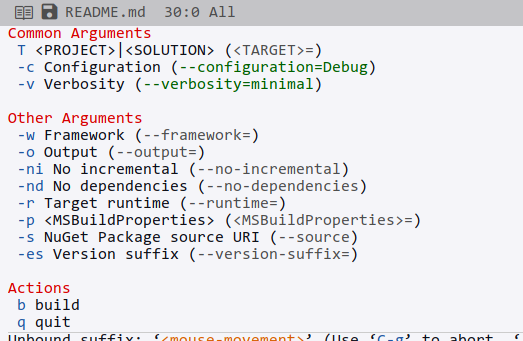 README.md 30:0 All
Common Arguments
T <PROJECT>|<SOLUTION> (<TARGET>=)
-c Configuration (--configuration=Debug)
-v Verbosity (--verbosity=minimal)
Other Arguments
-w Framework (--framework=)
-o Output (--output=)
-ni No incremental (--no-incremental)
-nd No dependencies (--no-dependencies)
-r Target runtime (--runtime=)
-p <MSBuildProperties> (<MSBuildProperties>=)
-s NuGet Package source URI (--source)
-es Version suffix (--version-suffix=)
Actions
b build
q quit
Unbound suffix: ‘<mouse-movement>’ (Use ‘C-g’ to abort, ‘